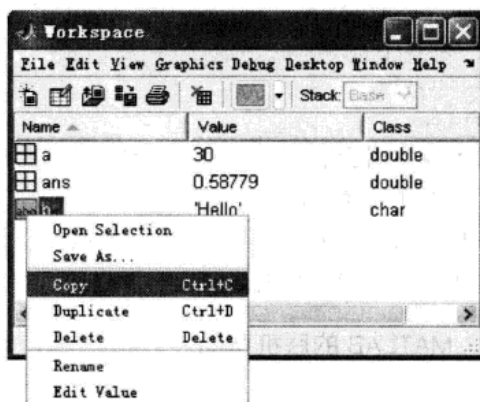 Workspace
File Edit View Graphics Debug Desktop Window Help
Stack: Base
Name Value Class
a 30 double
ans 0.58779 double
b 'Hello' char
Open Selection
Save As...
Copy Ctrl+C
Duplicate Ctrl+D
Delete Delete
Rename
Edit Value